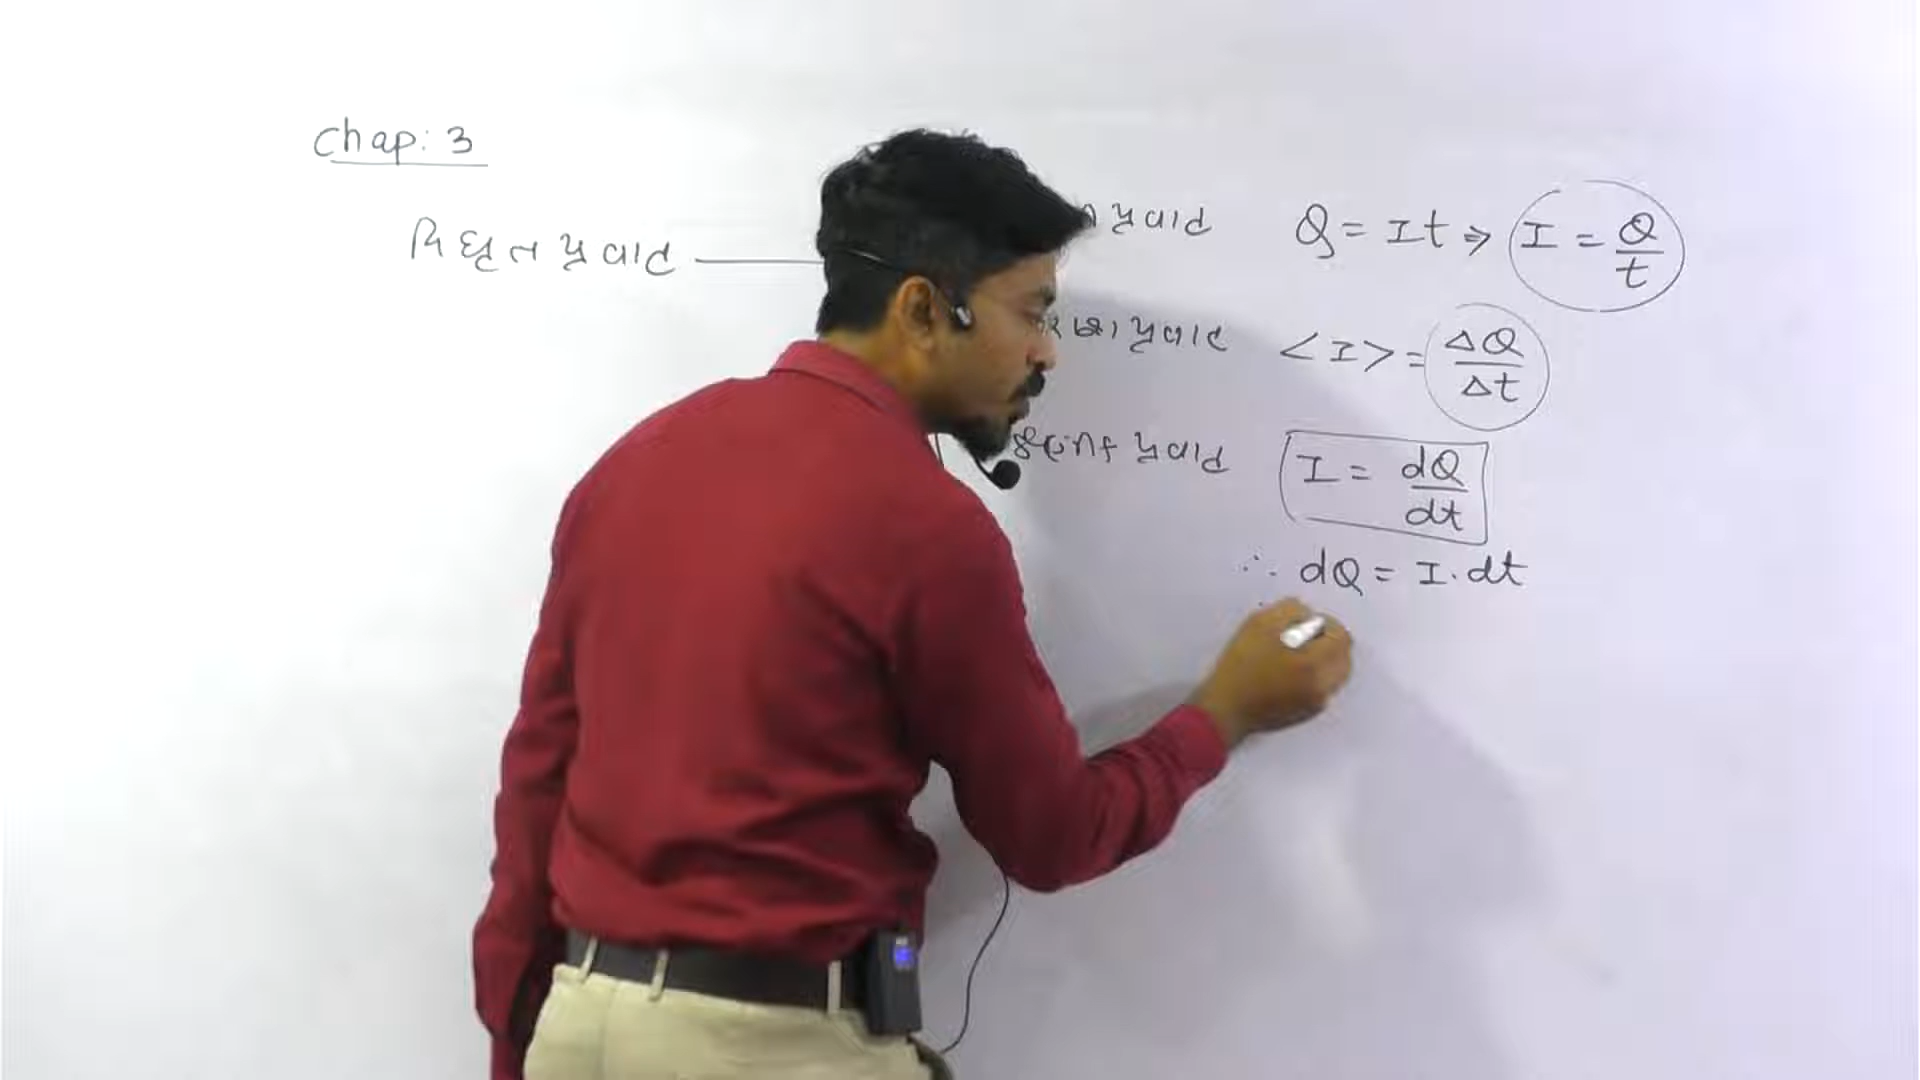 Chap: 3
વિદ્યુત પ્રવાહ
પ્રવાહ Q = It ⇒ I = Q/t
પ્રવાહ <I> = ΔQ/Δt
પ્રવાહ I = dQ/dt
∴ dQ = I·dt